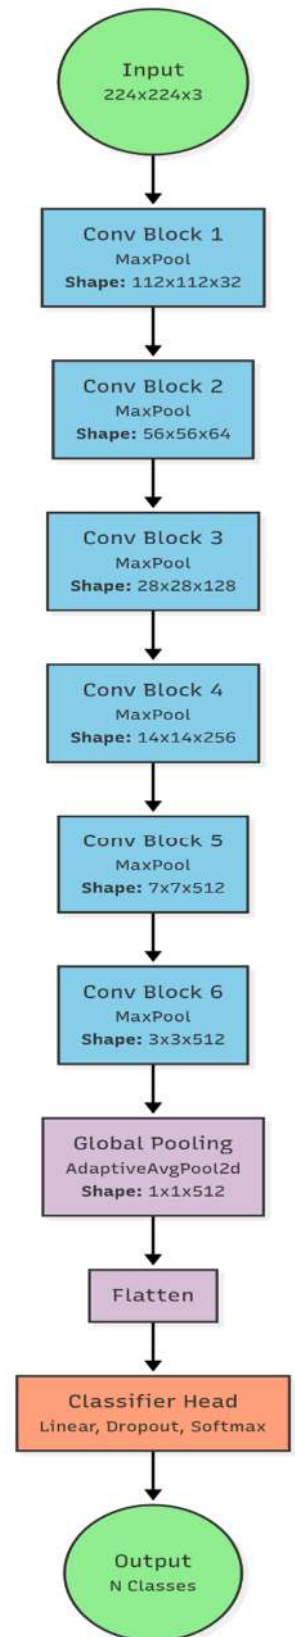 Input
224x224x3
Conv Block 1
MaxPool
Shape: 112x112x32
Conv Block 2
MaxPool
Shape: 56x56x64
Conv Block 3
MaxPool
Shape: 28x28x128
Conv Block 4
MaxPool
Shape: 14x14x256
Conv Block 5
MaxPool
Shape: 7x7x512
Conv Block 6
MaxPool
Shape: 3x3x512
Global Pooling
AdaptiveAvgPool2d
Shape: 1x1x512
Flatten
Classifier Head
Linear, Dropout, Softmax
Output
N Classes